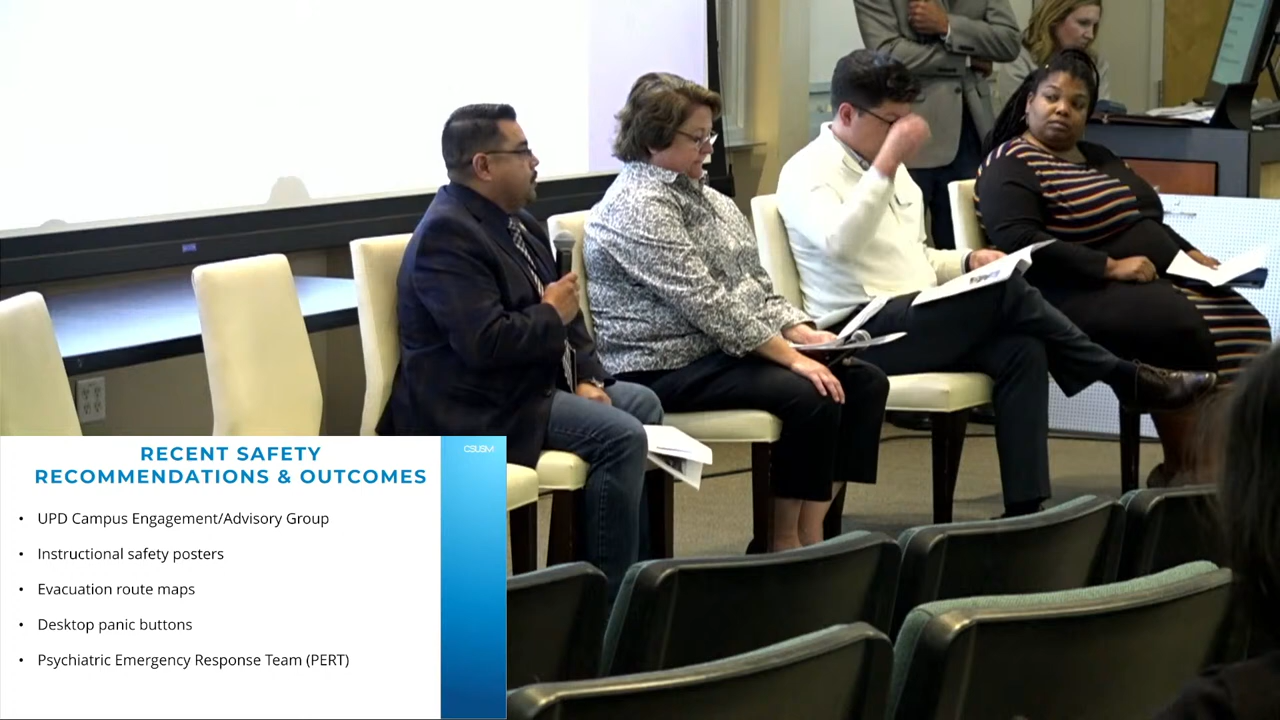 RECENT SAFETY
RECOMMENDATIONS & OUTCOMES
CSUSM
• UPD Campus Engagement/Advisory Group
• Instructional safety posters
• Evacuation route maps
• Desktop panic buttons
• Psychiatric Emergency Response Team (PERT)